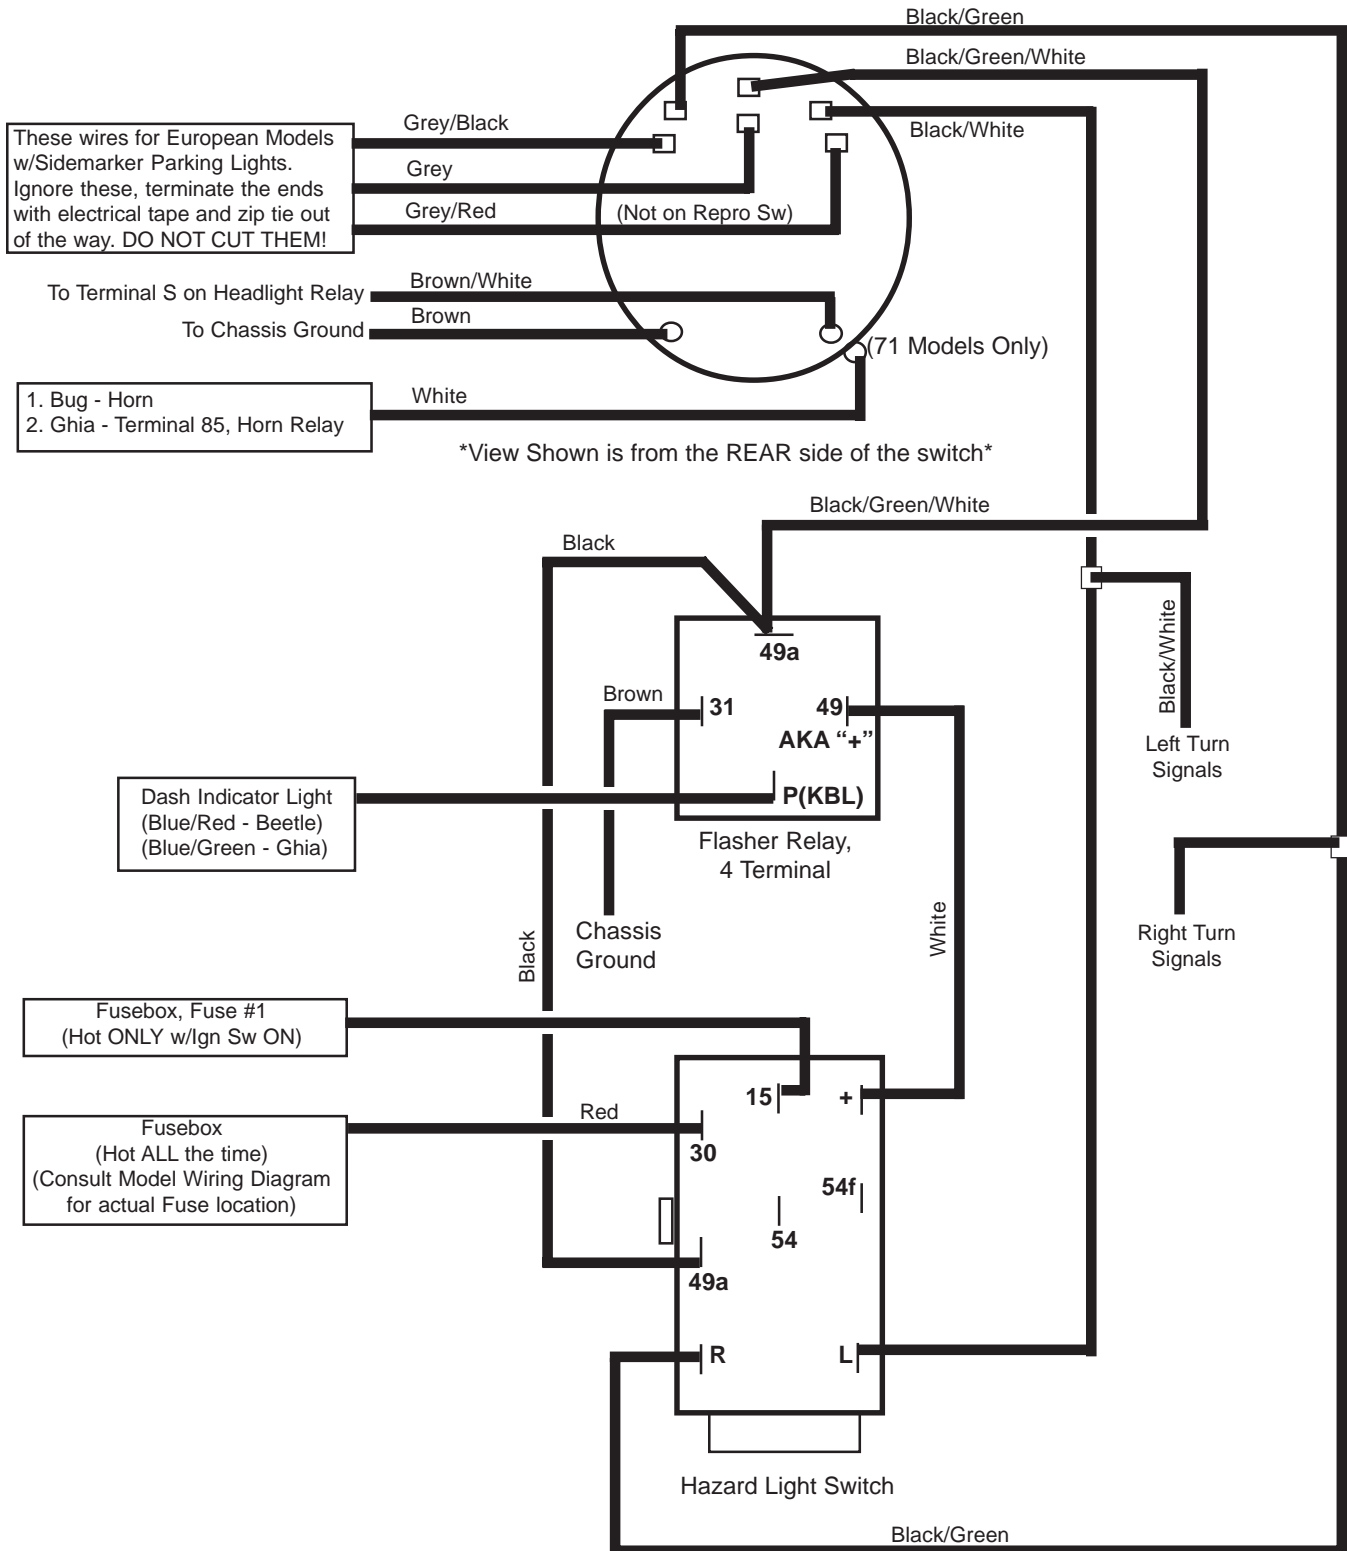 Black/Green
Black/Green/White
Black/White
Grey/Black
These wires for European Models
w/Sidemarker Parking Lights.
Ignore these, terminate the ends
with electrical tape and zip tie out
of the way. DO NOT CUT THEM!
Grey
Grey/Red
(Not on Repro Sw)
Brown/White
To Terminal S on Headlight Relay
Brown
To Chassis Ground
(71 Models Only)
White
1. Bug - Horn
2. Ghia - Terminal 85, Horn Relay
*View Shown is from the REAR side of the switch*
Black/Green/White
Black
49a
Black/White
Brown
31
49
AKA “+”
Left Turn
Signals
P(KBL)
Dash Indicator Light
(Blue/Red - Beetle)
(Blue/Green - Ghia)
Flasher Relay,
4 Terminal
Chassis
Ground
Black
White
Right Turn
Signals
Fusebox, Fuse #1
(Hot ONLY w/Ign Sw ON)
15
+
Red
30
Fusebox
(Hot ALL the time)
(Consult Model Wiring Diagram
for actual Fuse location)
54f
54
49a
R
L
Hazard Light Switch
Black/Green